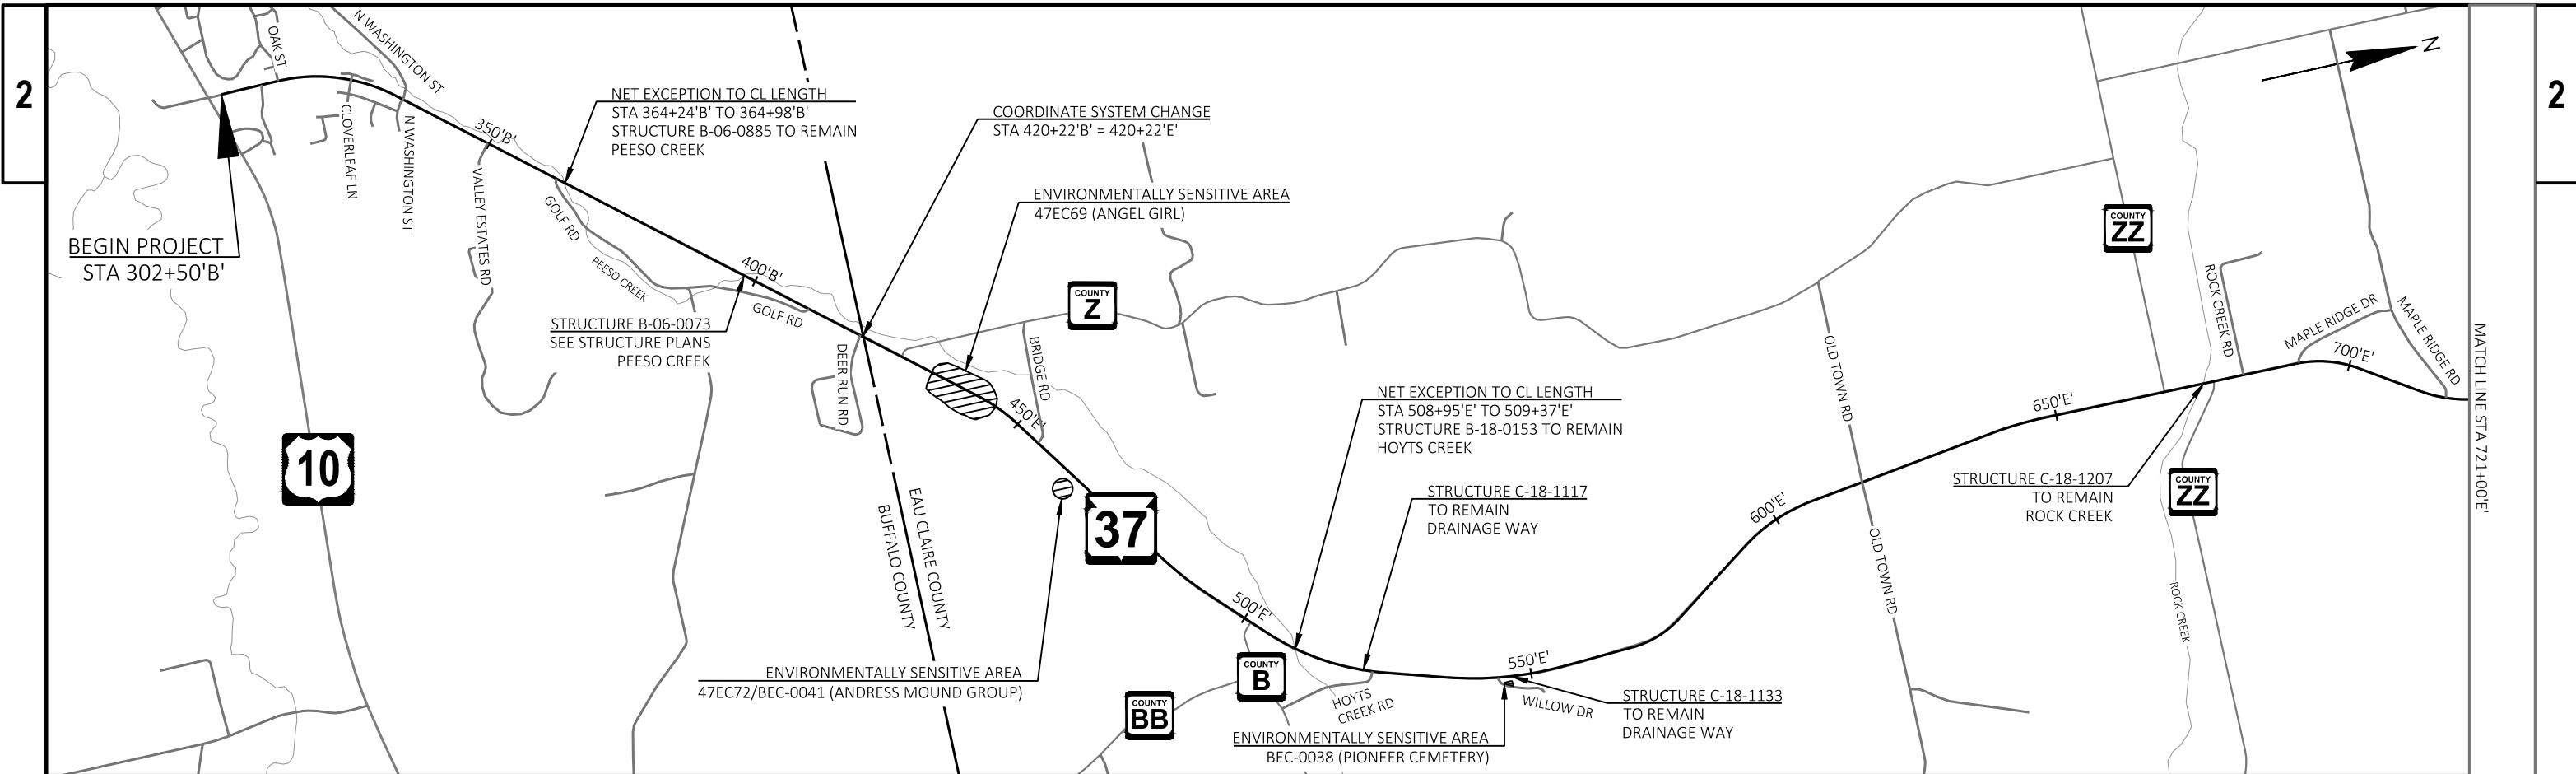 2
2
OAK ST
N WASHINGTON ST
CLOVERLEAF LN
N WASHINGTON ST
BEGIN PROJECT
STA 302+50'B'
350'B'
VALLEY ESTATES RD
NET EXCEPTION TO CL LENGTH
STA 364+24'B' TO 364+98'B'
STRUCTURE B-06-0885 TO REMAIN
PEESO CREEK
GOLF RD
PEESO CREEK
400'B'
GOLF RD
STRUCTURE B-06-0073
SEE STRUCTURE PLANS
PEESO CREEK
10
COORDINATE SYSTEM CHANGE
STA 420+22'B' = 420+22'E'
ENVIRONMENTALLY SENSITIVE AREA
47EC69 (ANGEL GIRL)
COUNTY
Z
BRIDGE RD
DEER RUN RD
450'E'
EAU CLAIRE COUNTY
BUFFALO COUNTY
37
ENVIRONMENTALLY SENSITIVE AREA
47EC72/BEC-0041 (ANDRESS MOUND GROUP)
NET EXCEPTION TO CL LENGTH
STA 508+95'E' TO 509+37'E'
STRUCTURE B-18-0153 TO REMAIN
HOYTS CREEK
STRUCTURE C-18-1117
TO REMAIN
DRAINAGE WAY
500'E'
COUNTY
B
COUNTY
BB
HOYTS
CREEK RD
550'E'
WILLOW DR
ENVIRONMENTALLY SENSITIVE AREA
BEC-0038 (PIONEER CEMETERY)
STRUCTURE C-18-1133
TO REMAIN
DRAINAGE WAY
600'E'
OLD TOWN RD
OLD TOWN RD
650'E'
STRUCTURE C-18-1207
TO REMAIN
ROCK CREEK
COUNTY
ZZ
COUNTY
ZZ
ROCK CREEK RD
ROCK CREEK
MAPLE RIDGE DR
MAPLE RIDGE RD
700'E'
N
MATCH LINE STA 721+00'E'